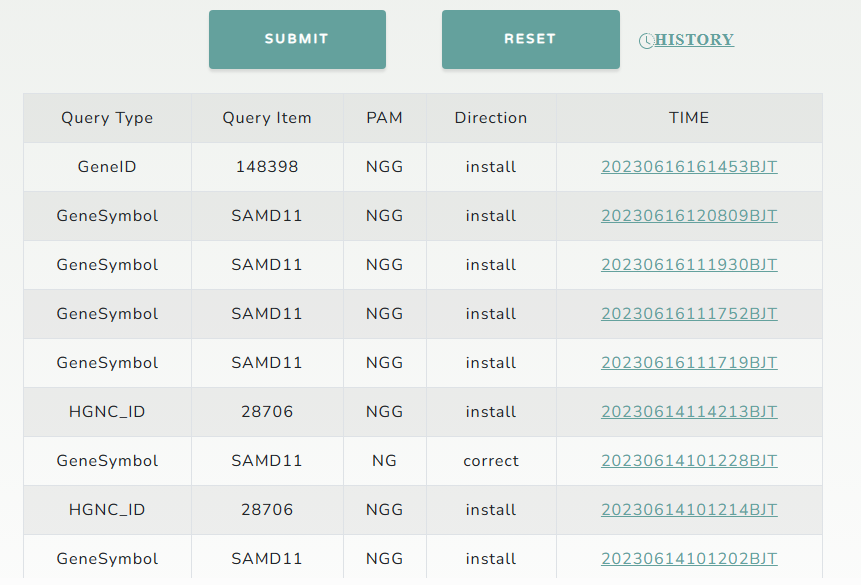 SUBMIT RESET HISTORY
Query Type Query Item PAM Direction TIME
GeneID 148398 NGG install 20230616161453BJT
GeneSymbol SAMD11 NGG install 20230616120809BJT
GeneSymbol SAMD11 NGG install 20230616111930BJT
GeneSymbol SAMD11 NGG install 20230616111752BJT
GeneSymbol SAMD11 NGG install 20230616111719BJT
HGNC_ID 28706 NGG install 20230614114213BJT
GeneSymbol SAMD11 NG correct 20230614101228BJT
HGNC_ID 28706 NGG install 20230614101214BJT
GeneSymbol SAMD11 NGG install 20230614101202BJT